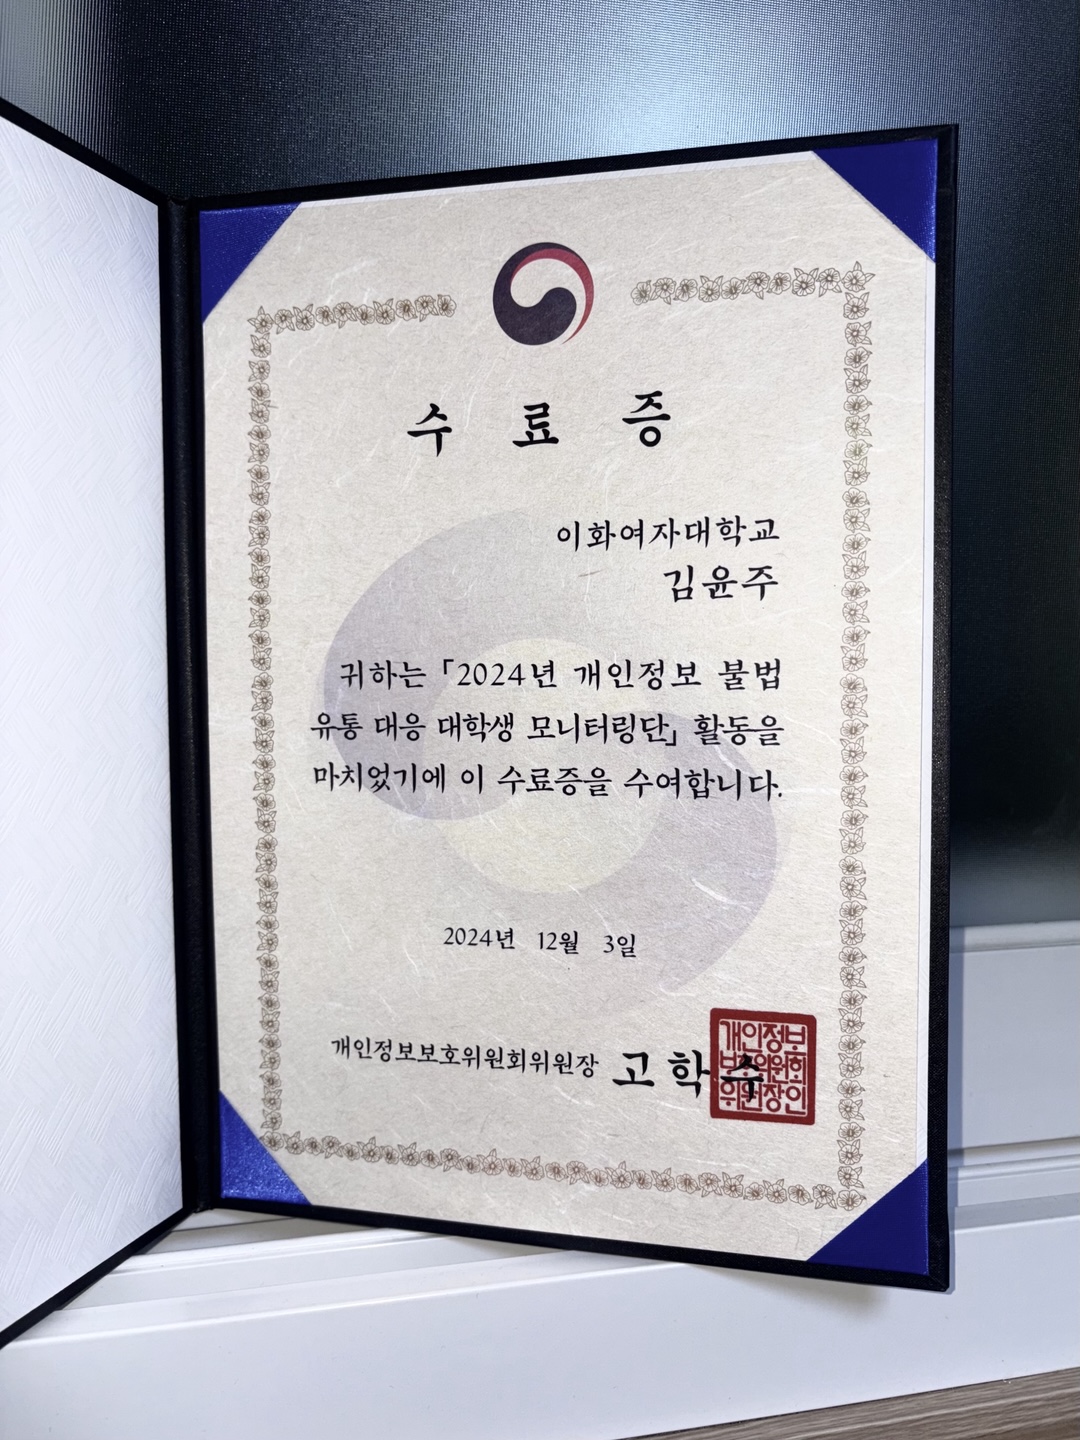 수 료 증
이화여자대학교
김윤주
귀하는 「2024년 개인정보 불법
유통 대응 대학생 모니터링단」 활동을
마치었기에 이 수료증을 수여합니다.
2024년 12월 3일
개인정보보호위원회위원장 고학수
개인정보
보호위원회
위원장인